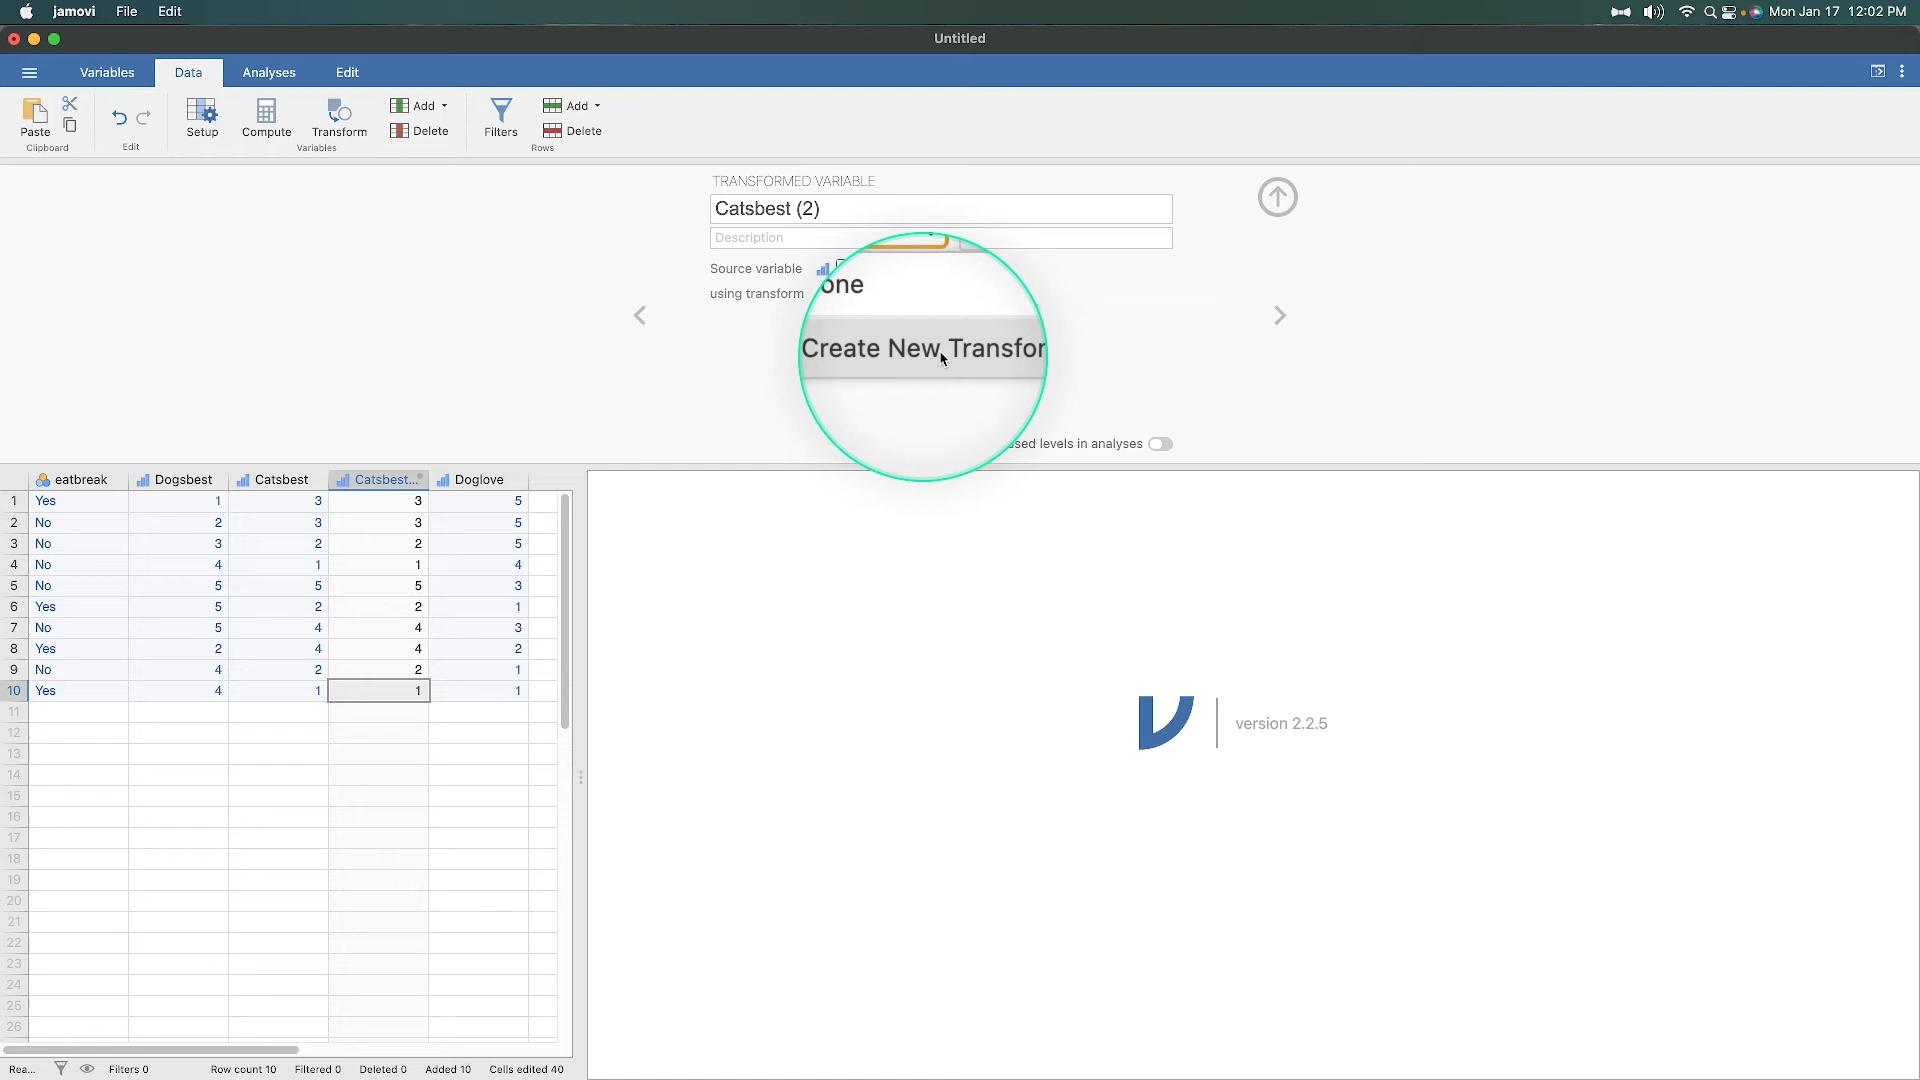 jamovi File Edit Mon Jan 17 12:02 PM
Untitled
Variables Data Analyses Edit
Paste Clipboard
Edit
Setup Compute Transform Add Delete Variables
Filters Add Delete Rows
TRANSFORMED VARIABLE
Catsbest (2)
Description
Source variable
using transform
one
Create New Transfor
used levels in analyses
eatbreak Dogsbest Catsbest Catsbest... Doglove
1 Yes 1 3 3 5
2 No 2 3 3 5
3 No 3 2 2 5
4 No 4 1 1 4
5 No 5 5 5 3
6 Yes 5 2 2 1
7 No 5 4 4 3
8 Yes 2 4 4 2
9 No 4 2 2 1
10 Yes 4 1 1 1
11
12
13
14
15
16
17
18
19
20
21
22
23
24
25
26
version 2.2.5
Rea... Filters 0 Row count 10 Filtered 0 Deleted 0 Added 10 Cells edited 40